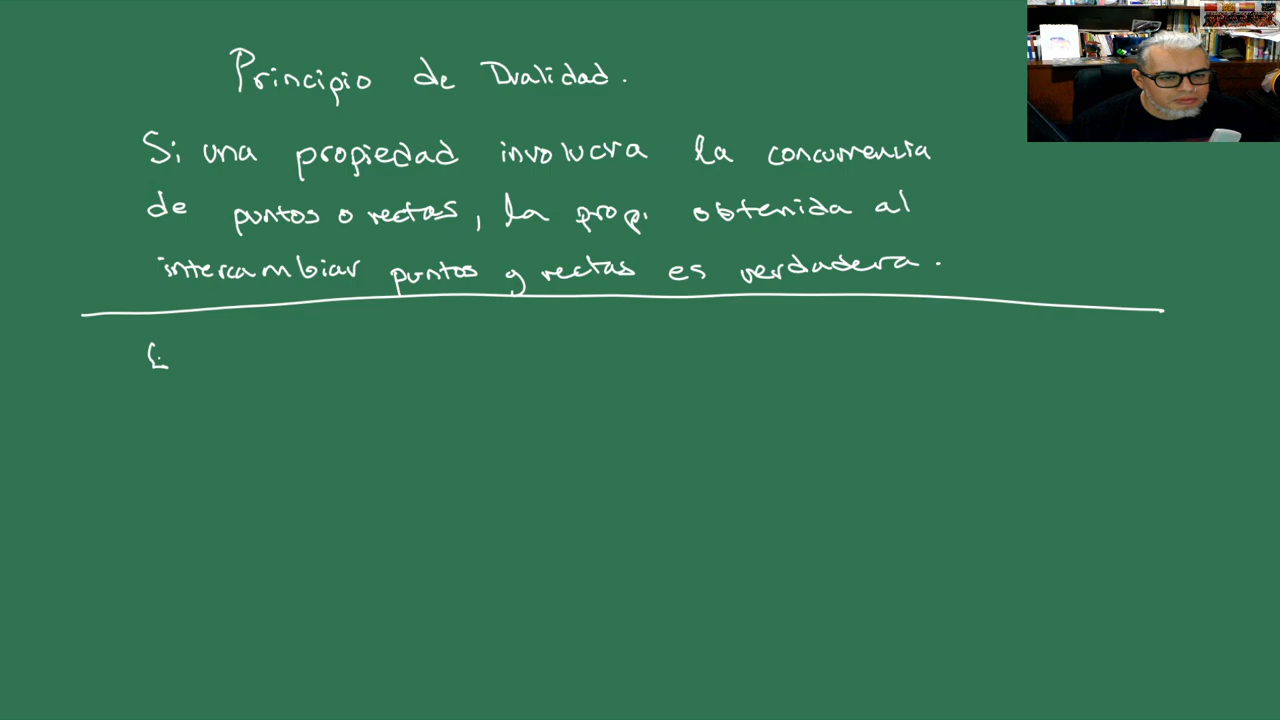 Principio de Dualidad.
Si una propiedad involucra la concurrencia
de puntos o rectas, la prop. obtenida al
intercambiar puntos y rectas es verdadera.